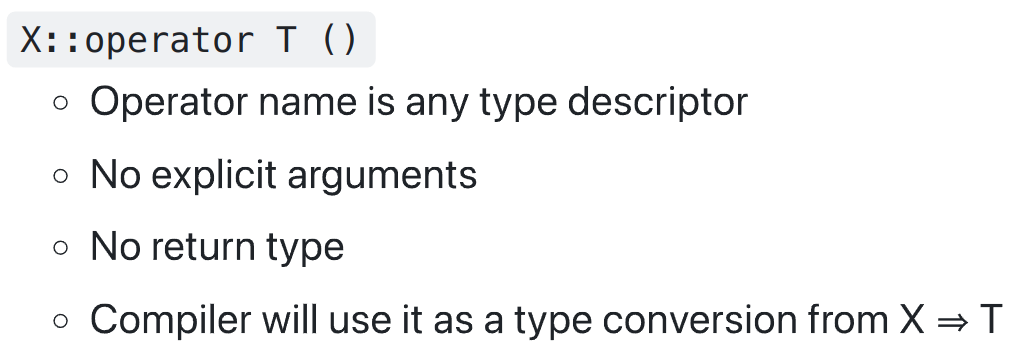 X::operator T ()
◦ Operator name is any type descriptor
◦ No explicit arguments
◦ No return type
◦ Compiler will use it as a type conversion from X ⇒ T